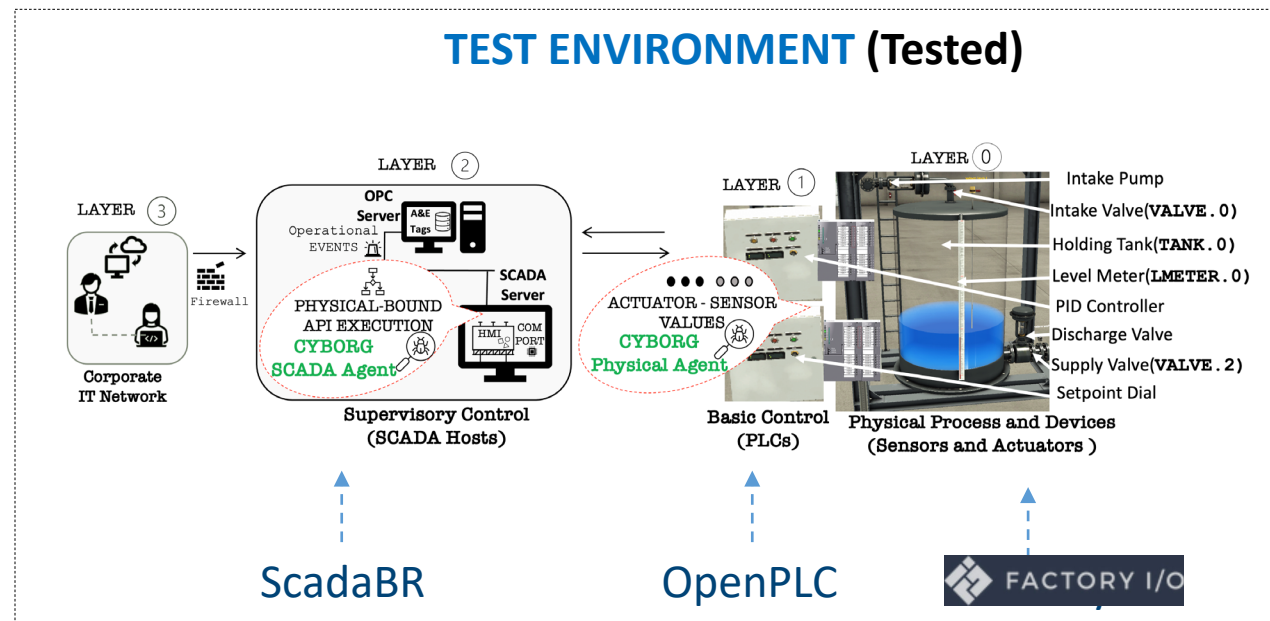 TEST ENVIRONMENT (Tested)
LAYER 3
Corporate
IT Network
Firewall
LAYER 2
OPC
Server
A&E
Tags
Operational
EVENTS
SCADA
Server
PHYSICAL-BOUND
API EXECUTION
CYBORG
SCADA Agent
HMI
COM
PORT
Supervisory Control
(SCADA Hosts)
LAYER 1
ACTUATOR - SENSOR
VALUES
CYBORG
Physical Agent
Basic Control
(PLCs)
LAYER 0
Intake Pump
Intake Valve(VALVE.0)
Holding Tank(TANK.0)
Level Meter(LMETER.0)
PID Controller
Discharge Valve
Supply Valve(VALVE.2)
Setpoint Dial
Physical Process and Devices
(Sensors and Actuators )
ScadaBR
OpenPLC
FACTORY I/O